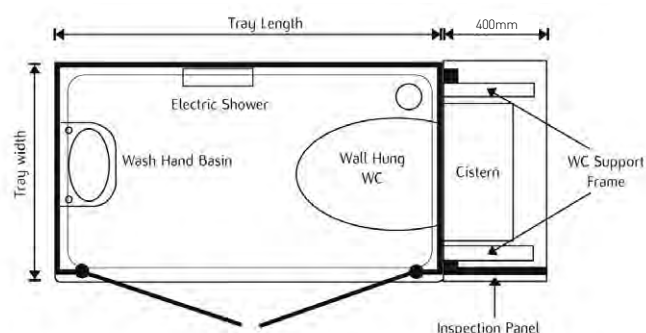 Tray Length
400mm
Tray width
Electric Shower
Wash Hand Basin
Wall Hung
WC
Cistern
WC Support
Frame
Inspection Panel